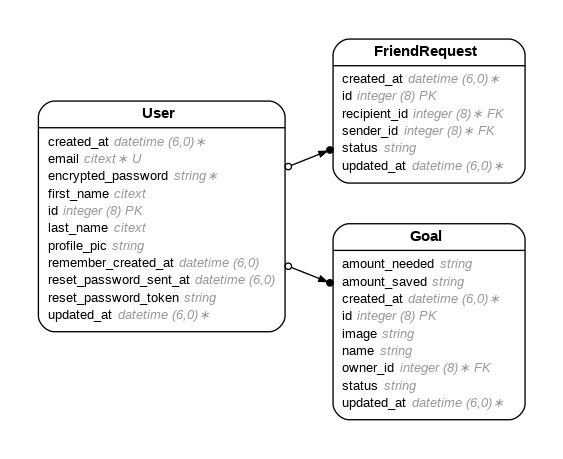 User
created_at datetime (6,0)∗
email citext∗ U
encrypted_password string∗
first_name citext
id integer (8) PK
last_name citext
profile_pic string
remember_created_at datetime (6,0)
reset_password_sent_at datetime (6,0)
reset_password_token string
updated_at datetime (6,0)∗
FriendRequest
created_at datetime (6,0)∗
id integer (8) PK
recipient_id integer (8)∗ FK
sender_id integer (8)∗ FK
status string
updated_at datetime (6,0)∗
Goal
amount_needed string
amount_saved string
created_at datetime (6,0)∗
id integer (8) PK
image string
name string
owner_id integer (8)∗ FK
status string
updated_at datetime (6,0)∗